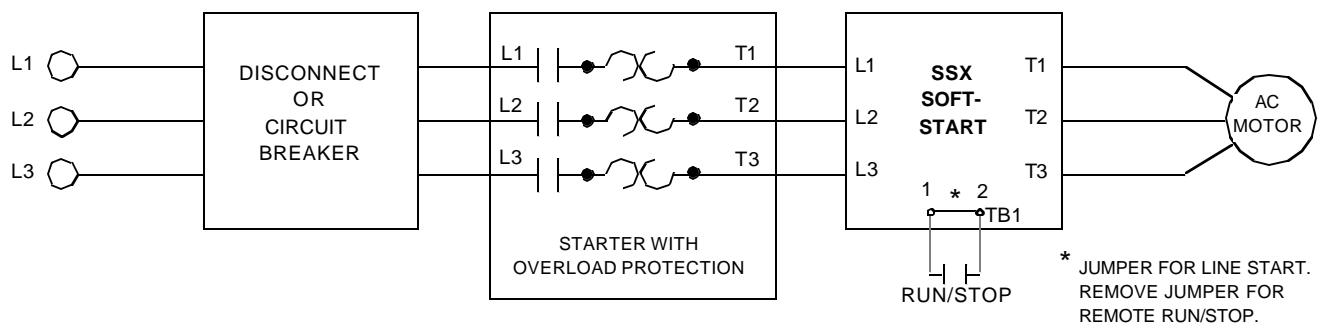 L1
L2
L3
DISCONNECT
OR
CIRCUIT
BREAKER
L1
L2
L3
T1
T2
T3
STARTER WITH
OVERLOAD PROTECTION
L1
L2
L3
SSX
SOFT-
START
T1
T2
T3
1 * 2
TB1
RUN/STOP
AC
MOTOR
* JUMPER FOR LINE START.
REMOVE JUMPER FOR
REMOTE RUN/STOP.